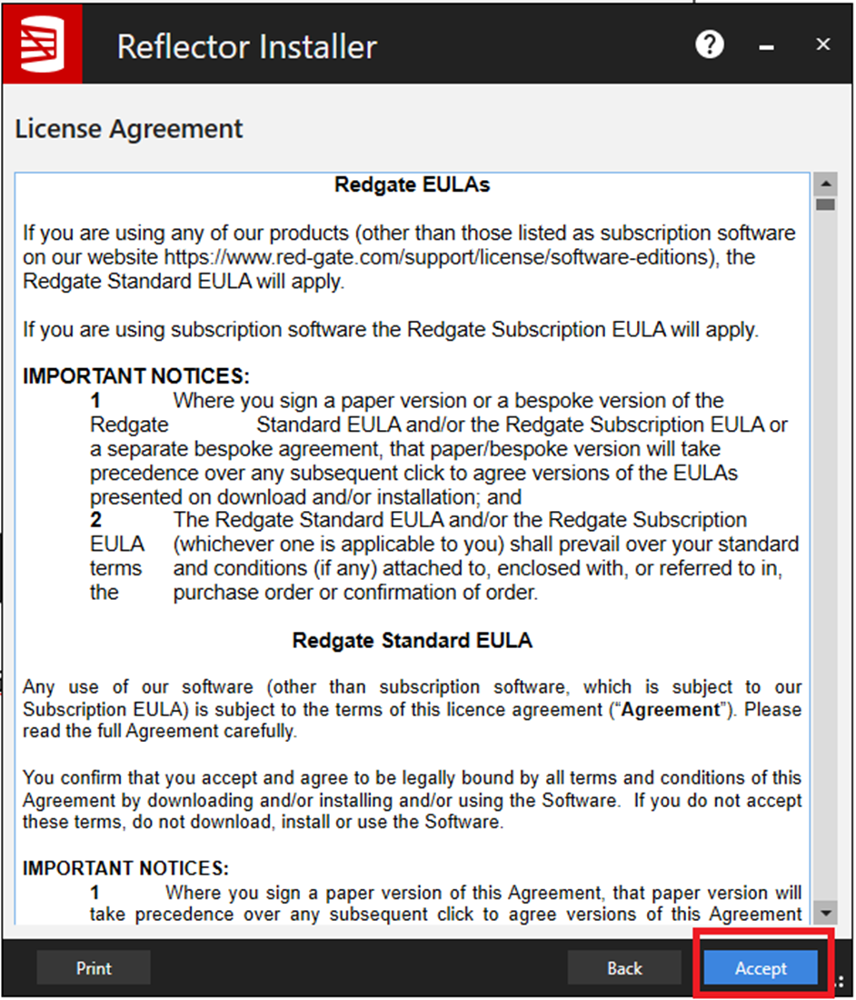 Reflector Installer
License Agreement
Redgate EULAs
If you are using any of our products (other than those listed as subscription software
on our website https://www.red-gate.com/support/license/software-editions), the
Redgate Standard EULA will apply.
If you are using subscription software the Redgate Subscription EULA will apply.
IMPORTANT NOTICES:
1 Where you sign a paper version or a bespoke version of the
Redgate Standard EULA and/or the Redgate Subscription EULA or
a separate bespoke agreement, that paper/bespoke version will take
precedence over any subsequent click to agree versions of the EULAs
presented on download and/or installation; and
2 The Redgate Standard EULA and/or the Redgate Subscription
EULA (whichever one is applicable to you) shall prevail over your standard
terms and conditions (if any) attached to, enclosed with, or referred to in,
the purchase order or confirmation of order.
Redgate Standard EULA
Any use of our software (other than subscription software, which is subject to our
Subscription EULA) is subject to the terms of this licence agreement (“Agreement”). Please
read the full Agreement carefully.
You confirm that you accept and agree to be legally bound by all terms and conditions of this
Agreement by downloading and/or installing and/or using the Software. If you do not accept
these terms, do not download, install or use the Software.
IMPORTANT NOTICES:
1 Where you sign a paper version of this Agreement, that paper version will
take precedence over any subsequent click to agree versions of this Agreement
Print Back Accept